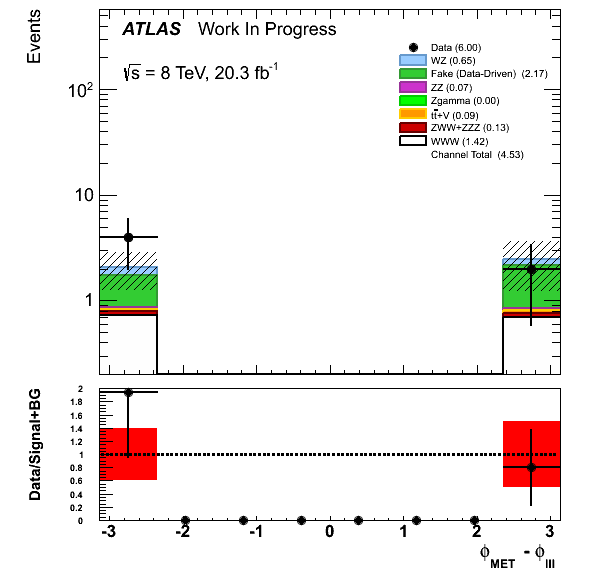 Events
ATLAS Work In Progress
√s = 8 TeV, 20.3 fb⁻¹
Data (6.00)
WZ (0.65)
Fake (Data-Driven) (2.17)
ZZ (0.07)
Zgamma (0.00)
tt̄+V (0.09)
ZWW+ZZZ (0.13)
WWW (1.42)
Channel Total (4.53)
10²
10
1
Data/Signal+BG
2
1.8
1.6
1.4
1.2
1
0.8
0.6
0.4
0.2
0
-3 -2 -1 0 1 2 3
ϕMET - ϕlll